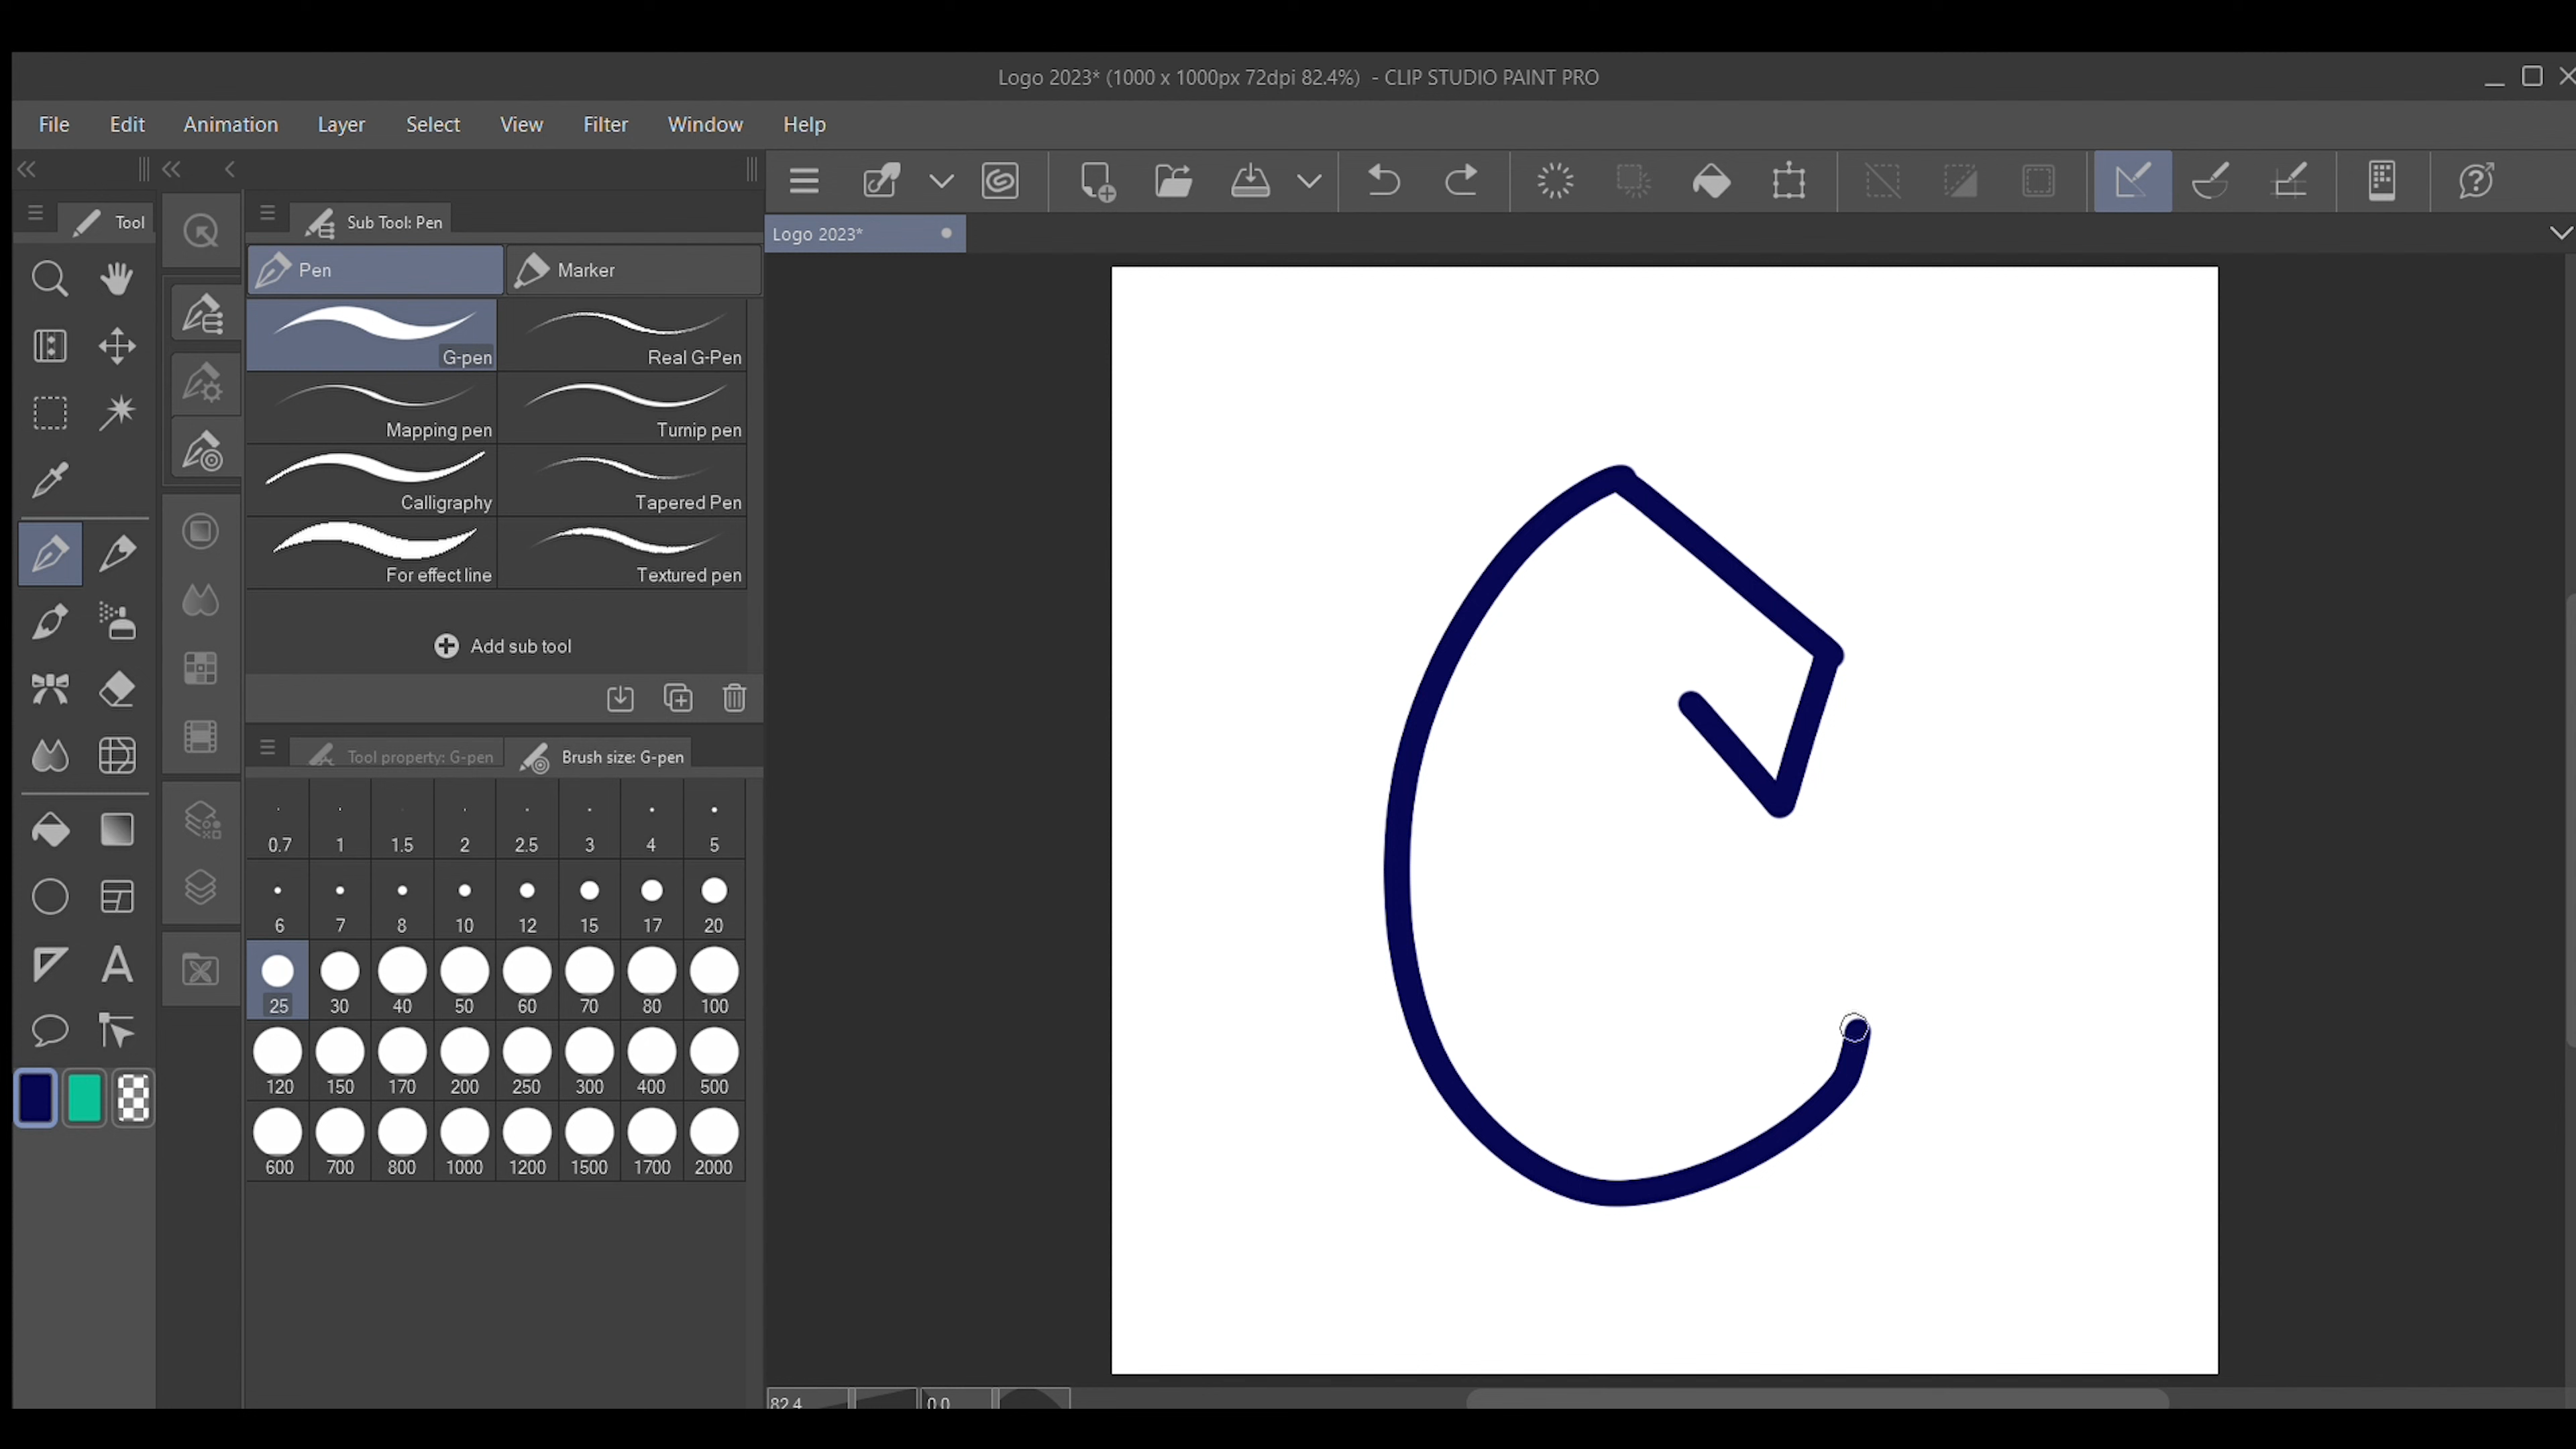 Logo 2023* (1000 x 1000px 72dpi 82.4%) - CLIP STUDIO PAINT PRO
File Edit Animation Layer Select View Filter Window Help
Tool
Sub Tool: Pen
Logo 2023*
Pen Marker
G-pen Real G-Pen
Mapping pen Turnip pen
Calligraphy Tapered Pen
For effect line Textured pen
Add sub tool
Tool property: G-pen Brush size: G-pen
0.7 1 1.5 2 2.5 3 4 5
6 7 8 10 12 15 17 20
25 30 40 50 60 70 80 100
120 150 170 200 250 300 400 500
600 700 800 1000 1200 1500 1700 2000
82.4 0.0